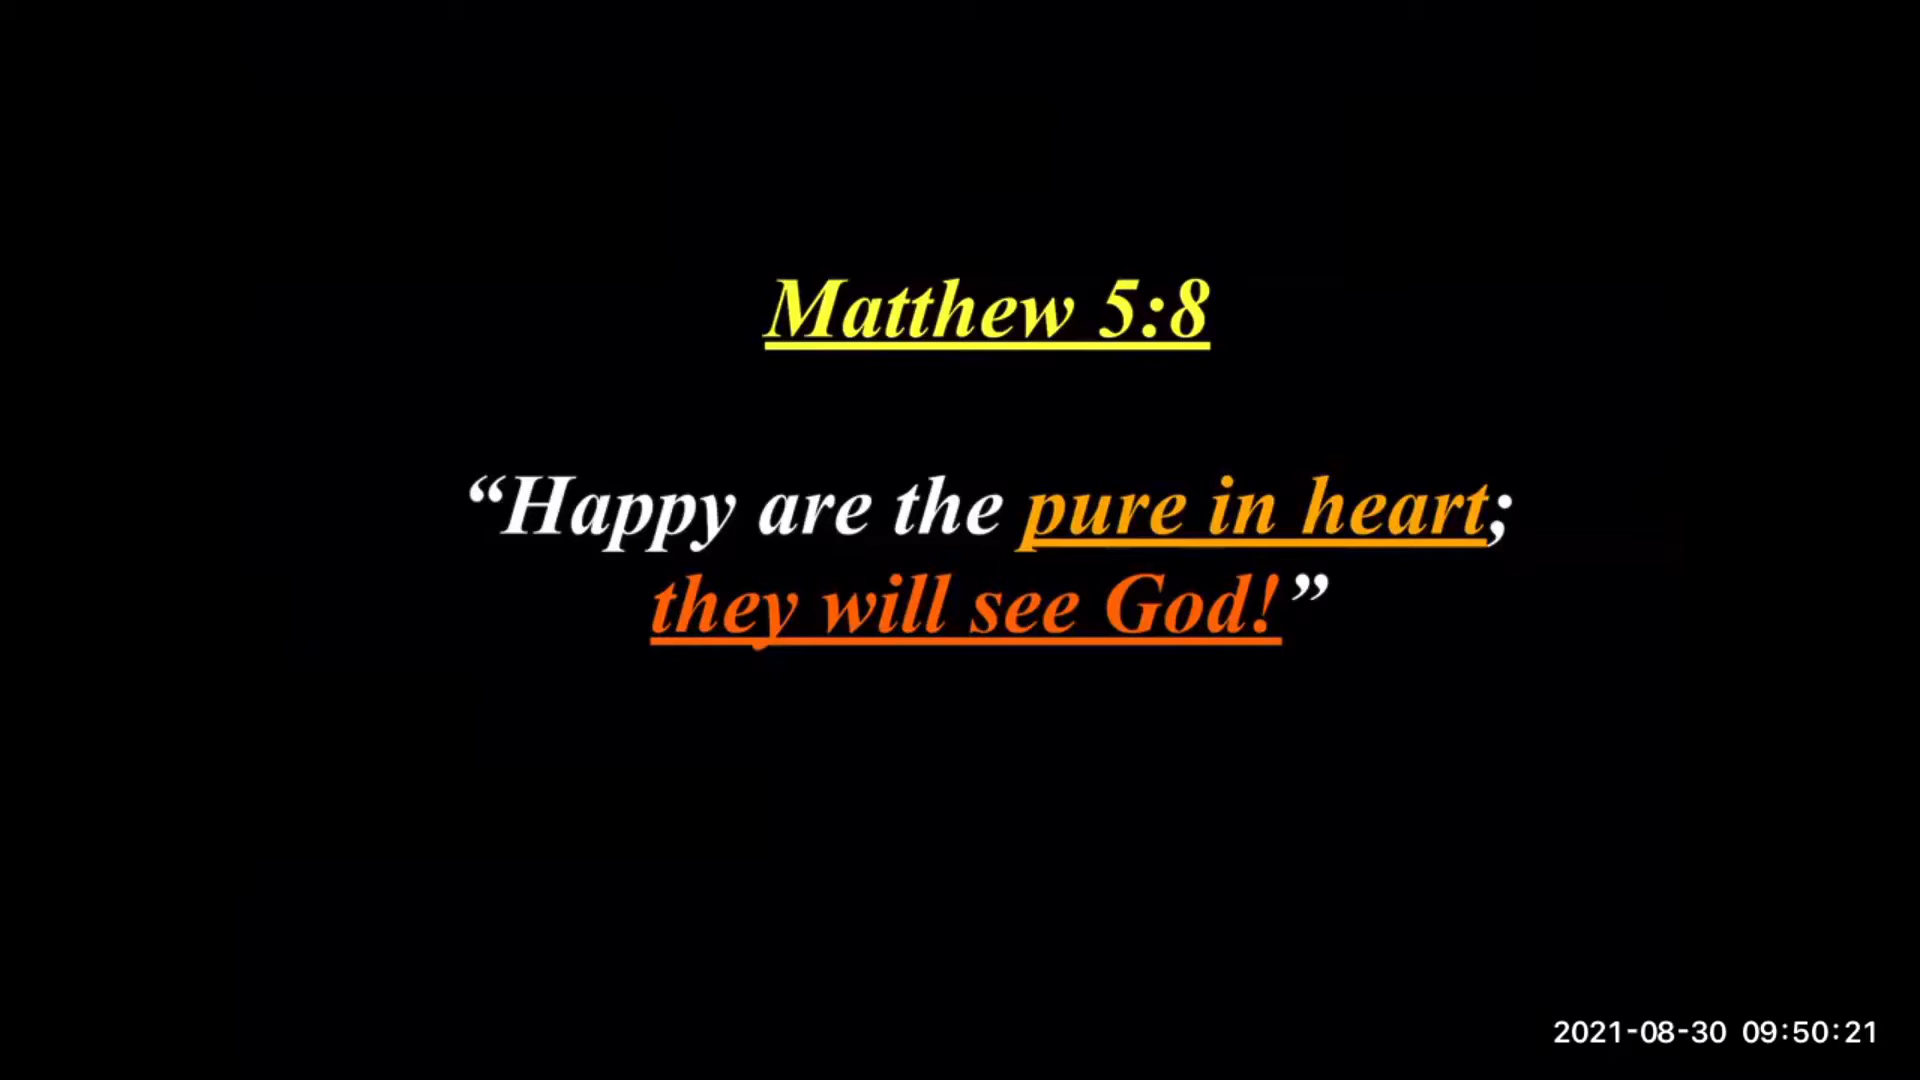 Matthew 5:8
“Happy are the pure in heart;
they will see God!”
2021-08-30 09:50:21